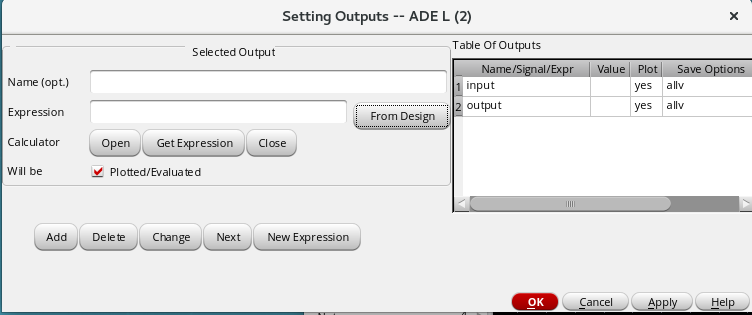 Setting Outputs -- ADE L (2)
Selected Output
Name (opt.)
Expression
From Design
Calculator
Open
Get Expression
Close
Will be
Plotted/Evaluated
Add
Delete
Change
Next
New Expression
Table Of Outputs
Name/Signal/Expr Value Plot Save Options
1 input yes allv
2 output yes allv
OK
Cancel
Apply
Help